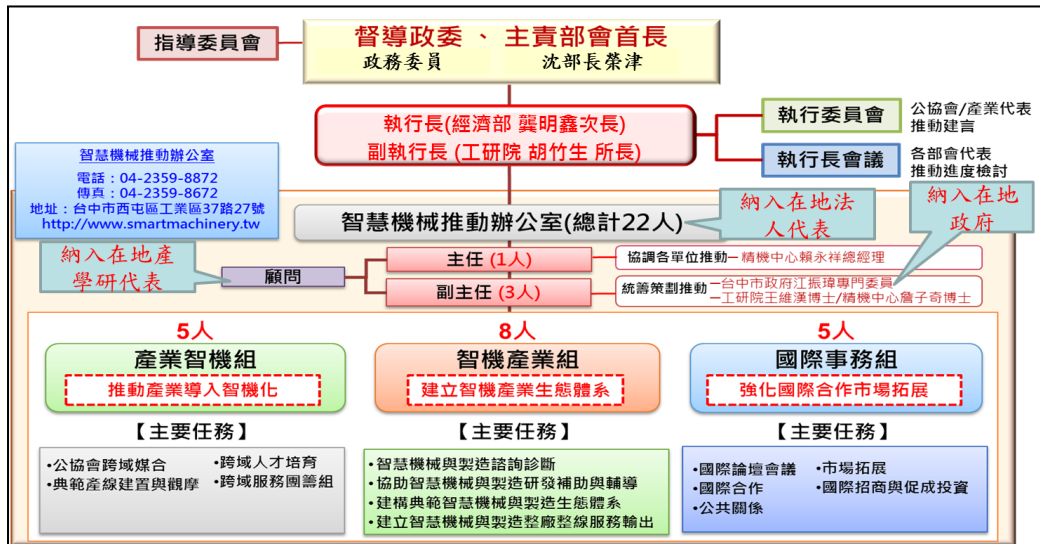 指導委員會
督導政委 、 主責部會首長
政務委員 沈部長榮津
執行長(經濟部 龔明鑫次長)
副執行長 (工研院 胡竹生 所長)
執行委員會
公協會/產業代表
推動建言
執行長會議
各部會代表
推動進度檢討
智慧機械推動辦公室
電話：04-2359-8872
傳真：04-2359-8672
地址：台中市西屯區工業區37路27號
http://www.smartmachinery.tw
智慧機械推動辦公室(總計22人)
納入在地法
人代表
納入在地
政府
納入在地產
學研代表
顧問
主任 (1人)
協調各單位推動─精機中心賴永祥總經理
副主任 (3人)
統籌策劃推動
─台中市政府江振瑋專門委員
─工研院王維漢博士/精機中心詹子奇博士
5人
產業智機組
推動產業導入智機化
【主要任務】
•公協會跨域媒合
•典範產線建置與觀摩
•跨域人才培育
•跨域服務團籌組
8人
智機產業組
建立智機產業生態體系
【主要任務】
•智慧機械與製造諮詢診斷
•協助智慧機械與製造研發補助與輔導
•建構典範智慧機械與製造生態體系
•建立智慧機械與製造整廠整線服務輸出
5人
國際事務組
強化國際合作市場拓展
【主要任務】
•國際論壇會議
•國際合作
•公共關係
•市場拓展
•國際招商與促成投資